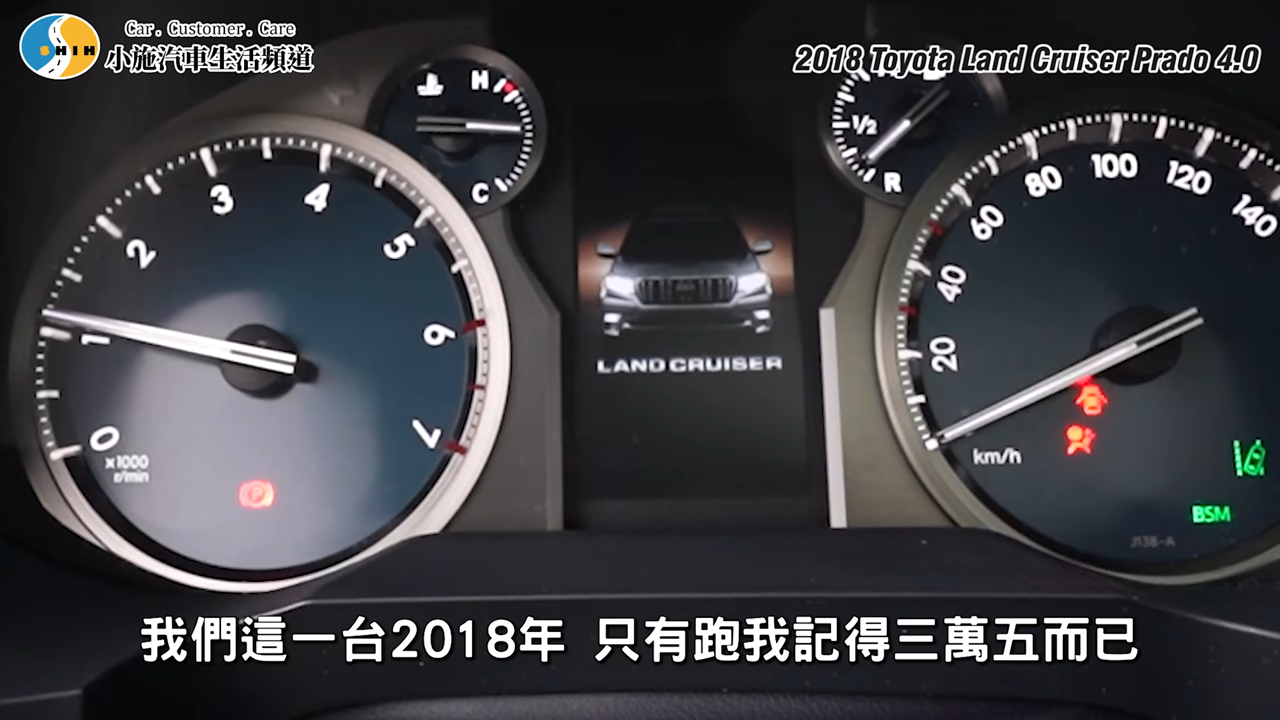 Car. Customer. Care
SHIH
小施汽車生活頻道
2018 Toyota Land Cruiser Prado 4.0
H
C
1/2
R
0
1
2
3
4
5
6
7
x1000
r/min
P
LAND CRUISER
20
40
60
80
100
120
140
km/h
BSM
J138-A
我們這一台2018年 只有跑我記得三萬五而已